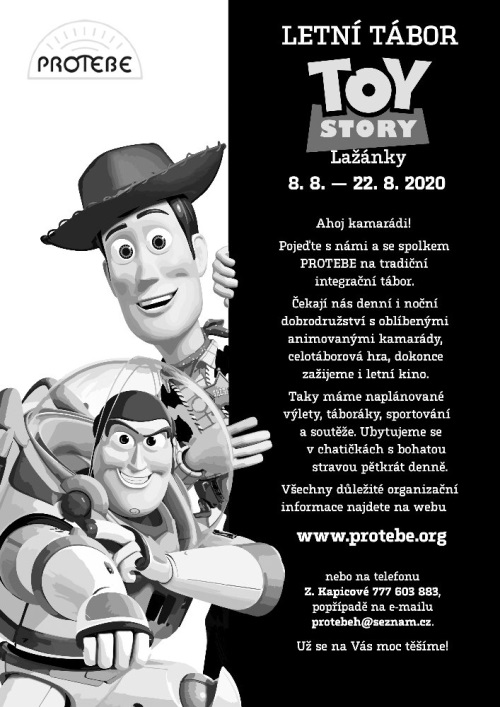 PROTEBE
LETNÍ TÁBOR
TOY
STORY
Lažánky
8. 8. — 22. 8. 2020
Ahoj kamarádi!
Pojeďte s námi a se spolkem
PROTEBE na tradiční
integrační tábor.
Čekají nás denní i noční
dobrodružství s oblíbenými
animovanými kamarády,
celotáborová hra, dokonce
zažijeme i letní kino.
Taky máme naplánované
výlety, táboráky, sportování
a soutěže. Ubytujeme se
v chatičkách s bohatou
stravou pětkrát denně.
Všechny důležité organizační
informace najdete na webu
www.protebe.org
nebo na telefonu
Z. Kapicové 777 603 883,
popřípadě na e-mailu
protebeh@seznam.cz.
Už se na Vás moc těšíme!